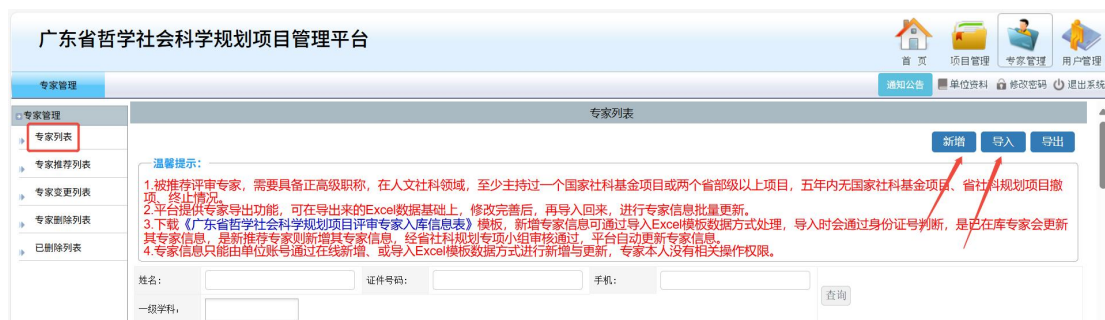 广东省哲学社会科学规划项目管理平台
首 页
项目管理
专家管理
用户管理
专家管理
通知公告
单位资料
修改密码
退出系统
专家管理
专家列表
专家列表
专家推荐列表
专家变更列表
专家删除列表
已删除列表
新增
导入
导出
温馨提示：
1.被推荐评审专家，需要具备正高级职称，在人文社科领域，至少主持过一个国家社科基金项目或两个省部级以上项目，五年内无国家社科基金项目、省社科规划项目撤
项、终止情况。
2.平台提供专家导出功能，可在导出来的Excel数据基础上，修改完善后，再导入回来，进行专家信息批量更新。
3.下载《广东省哲学社会科学规划项目评审专家入库信息表》模板，新增专家信息可通过导入Excel模板数据方式处理，导入时会通过身份证号判断，是已在库专家会更新
其专家信息，是新推荐专家则新增其专家信息，经省社科规划专项小组审核通过，平台自动更新专家信息。
4.专家信息只能由单位账号通过在线新增、或导入Excel模板数据方式进行新增与更新，专家本人没有相关操作权限。
姓名：
证件号码：
手机：
查询
一级学科：